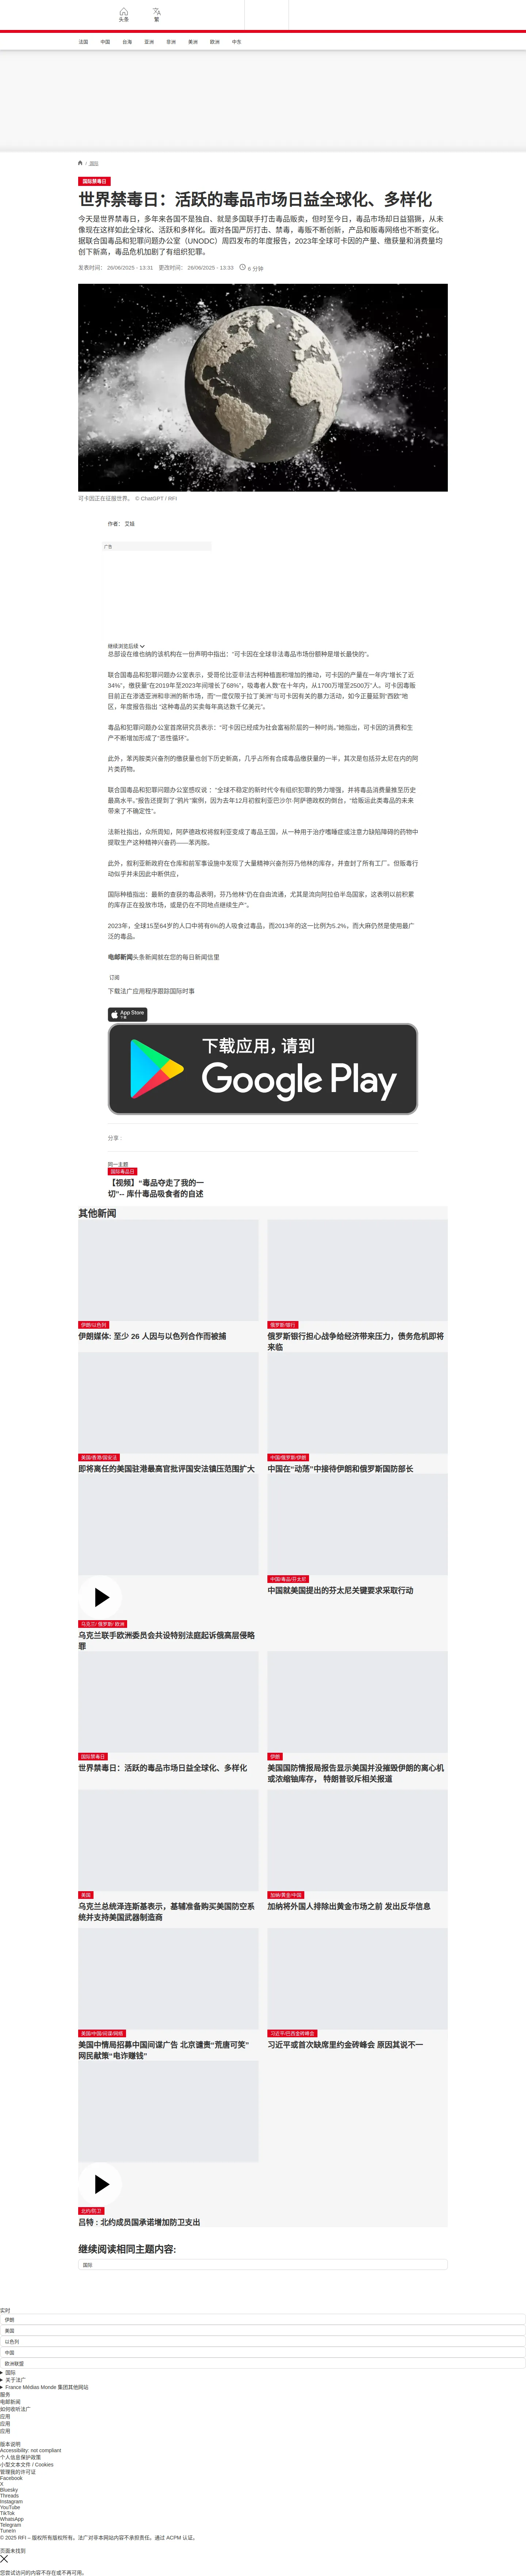 头条
繁
法国 中国 台海 亚洲 非洲 美洲 欧洲 中东
/ 国际
国际禁毒日
世界禁毒日：活跃的毒品市场日益全球化、多样化
今天是世界禁毒日，多年来各国不是独自、就是多国联手打击毒品贩卖，但时至今日，毒品市场却日益猖獗，从未
像现在这样如此全球化、活跃和多样化。面对各国严厉打击、禁毒，毒贩不断创新，产品和贩毒网络也不断变化。
据联合国毒品和犯罪问题办公室（UNODC）周四发布的年度报告，2023年全球可卡因的产量、缴获量和消费量均
创下新高，毒品危机加剧了有组织犯罪。
发表时间： 26/06/2025 - 13:31 更改时间： 26/06/2025 - 13:33 6 分钟
可卡因正在征服世界。 © ChatGPT / RFI
作者： 艾娃
广告
继续浏览后续
总部设在维也纳的该机构在一份声明中指出：“可卡因在全球非法毒品市场份额种是增长最快的”。
联合国毒品和犯罪问题办公室表示，受哥伦比亚非法古柯种植面积增加的推动，可卡因的产量在一年内“增长了近
34%”，缴获量“在2019年至2023年间增长了68%”，吸毒者人数“在十年内，从1700万增至2500万”人。可卡因毒贩
目前正在渗透亚洲和非洲的新市场，而“一度仅限于拉丁美洲”与可卡因有关的暴力活动，如今正蔓延到“西欧”地
区，年度报告指出 “这种毒品的买卖每年高达数千亿美元”。
毒品和犯罪问题办公室首席研究员表示：“可卡因已经成为社会富裕阶层的一种时尚。”她指出，可卡因的消费和生
产不断增加形成了“恶性循环”。
此外，苯丙胺类兴奋剂的缴获量也创下历史新高，几乎占所有合成毒品缴获量的一半，其次是包括芬太尼在内的阿
片类药物。
联合国毒品和犯罪问题办公室感叹说 ：“全球不稳定的新时代令有组织犯罪的势力增强，并将毒品消费量推至历史
最高水平。”报告还提到了“鸦片”案例，因为去年12月初叙利亚巴沙尔·阿萨德政权的倒台，“给贩运此类毒品的未来
带来了不确定性”。
法新社指出，众所周知，阿萨德政权将叙利亚变成了毒品王国，从一种用于治疗嗜睡症或注意力缺陷障碍的药物中
提取生产这种精神兴奋药——苯丙胺。
此外，叙利亚新政府在仓库和前军事设施中发现了大量精神兴奋剂芬乃他林的库存，并查封了所有工厂，但贩毒行
动似乎并未因此中断供应，
国际种植指出：最新的查获的毒品表明，芬乃他林“仍在自由流通，尤其是流向阿拉伯半岛国家，这表明以前积累
的库存正在投放市场，或是仍在不同地点继续生产”。
2023年，全球15至64岁的人口中将有6%的人吸食过毒品，而2013年的这一比例为5.2%，而大麻仍然是使用最广
泛的毒品。
电邮新闻头条新闻就在您的每日新闻信里
订阅
下载法广应用程序跟踪国际时事
App Store
下载应用，请到
Google Play
分享 :
同一主题
国际毒品日
【视频】“毒品夺走了我的一
切”-- 库什毒品吸食者的自述
其他新闻
伊朗/以色列
伊朗媒体: 至少 26 人因与以色列合作而被捕
俄罗斯/银行
俄罗斯银行担心战争给经济带来压力，债务危机即将
来临
美国/香港/国安法
即将离任的美国驻港最高官批评国安法镇压范围扩大
中国/俄罗斯/伊朗
中国在“动荡”中接待伊朗和俄罗斯国防部长
乌克兰/ 俄罗斯/ 欧洲
乌克兰联手欧洲委员会共设特别法庭起诉俄高层侵略
罪
中国/毒品/芬太尼
中国就美国提出的芬太尼关键要求采取行动
国际禁毒日
世界禁毒日：活跃的毒品市场日益全球化、多样化
伊朗
美国国防情报局报告显示美国并没摧毁伊朗的离心机
或浓缩铀库存， 特朗普驳斥相关报道
美国
乌克兰总统泽连斯基表示，基辅准备购买美国防空系
统并支持美国武器制造商
加纳/黄金/中国
加纳将外国人排除出黄金市场之前 发出反华信息
美国/中国/间谍/网络
美国中情局招募中国间谍广告 北京谴责“荒唐可笑”
网民献策“电诈赚钱”
习近平/巴西金砖峰会
习近平或首次缺席里约金砖峰会 原因其说不一
北约/防卫
吕特 : 北约成员国承诺增加防卫支出
继续阅读相同主题内容:
国际
实时
伊朗
美国
以色列
中国
欧洲联盟
国际
关于法广
France Médias Monde 集团其他网站
服务
电邮新闻
如何收听法广
应用
应用
应用
版本说明
Accessibility: not compliant
个人信息保护政策
小型文本文件 / Cookies
管理我的许可证
Facebook
X
Bluesky
Threads
Instagram
YouTube
TikTok
WhatsApp
Telegram
TuneIn
© 2025 RFI – 版权所有版权所有。法广对非本网站内容不承担责任。通过 ACPM 认证。
页面未找到
您尝试访问的内容不存在或不再可用。